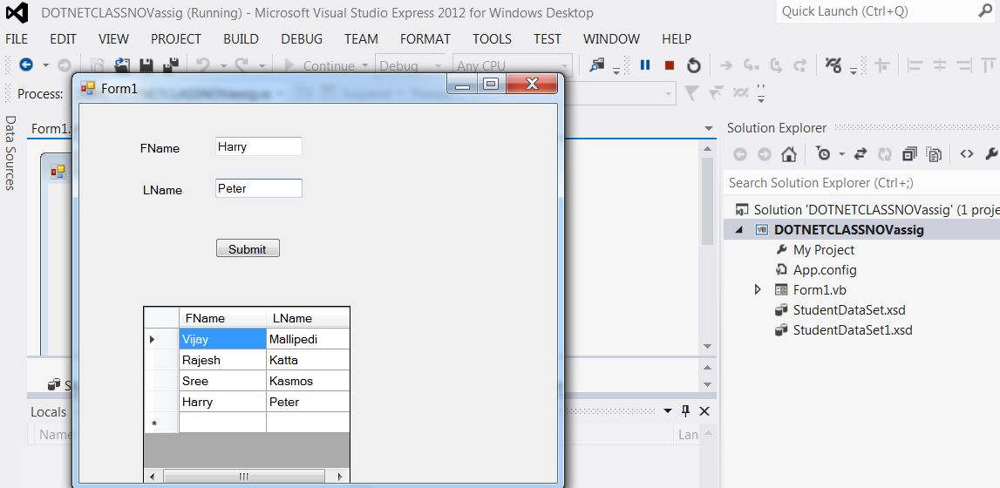 DOTNETCLASSNOVassig (Running) - Microsoft Visual Studio Express 2012 for Windows Desktop
Quick Launch (Ctrl+Q)
FILE EDIT VIEW PROJECT BUILD DEBUG TEAM FORMAT TOOLS TEST WINDOW HELP
Continue Debug Any CPU
Process:
Form1
Data Sources
Form1.
FName Harry
LName Peter
Submit
FName LName
Vijay Mallipedi
Rajesh Katta
Sree Kasmos
Harry Peter
*
S
Locals
Name Lan
Solution Explorer
Search Solution Explorer (Ctrl+;)
Solution 'DOTNETCLASSNOVassig' (1 proje
DOTNETCLASSNOVassig
My Project
App.config
Form1.vb
StudentDataSet.xsd
StudentDataSet1.xsd